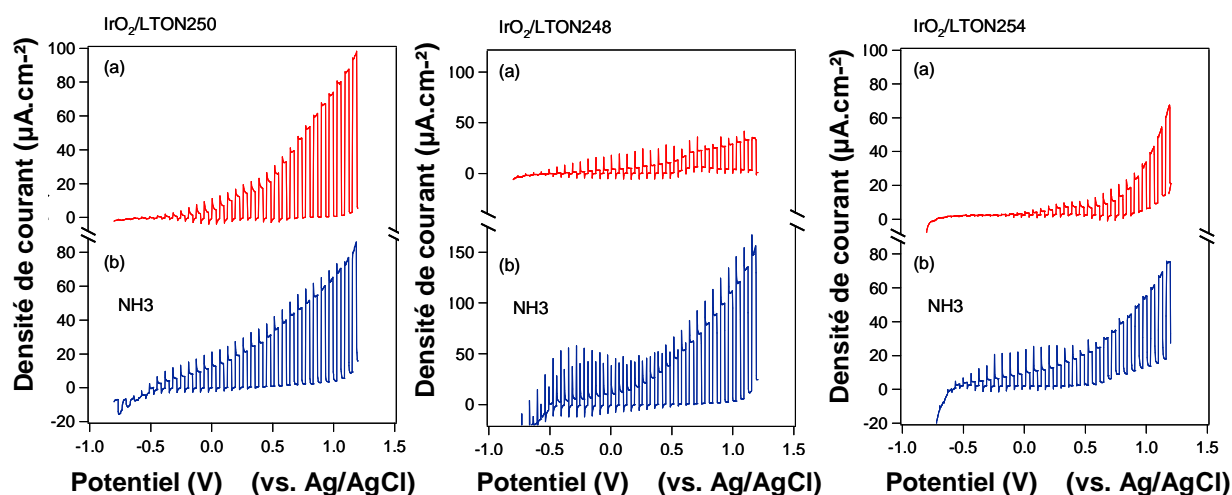 IrO₂/LTON250
Densité de courant (µA.cm-²)
(a)
100
80
60
40
20
0
(b)
NH3
80
60
40
20
0
-20
-1.0 -0.5 0.0 0.5 1.0 1.5
Potentiel (V) (vs. Ag/AgCl)
IrO₂/LTON248
Densité de courant (µA.cm-²)
(a)
100
50
0
(b)
NH3
150
100
50
0
-1.0 -0.5 0.0 0.5 1.0 1.5
Potentiel (V) (vs. Ag/AgCl)
IrO₂/LTON254
Densité de courant (µA.cm-²)
(a)
100
80
60
40
20
0
(b)
NH3
80
60
40
20
0
-20
-1.0 -0.5 0.0 0.5 1.0 1.5
Potentiel (V) (vs. Ag/AgCl)